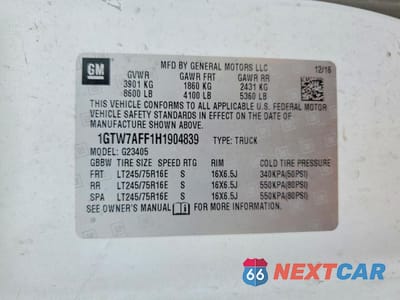 GM
MFD BY GENERAL MOTORS LLC
12/16
GVWR GAWR FRT GAWR RR
3901 KG 1860 KG 2431 KG
8600 LB 4100 LB 5360 LB
THIS VEHICLE CONFORMS TO ALL APPLICABLE U.S. FEDERAL MOTOR
VEHICLE SAFETY STANDARDS IN EFFECT ON THE DATE OF
MANUFACTURE SHOWN ABOVE.
1GTW7AFF1H1904839 TYPE: TRUCK
MODEL: G23405
GBBW TIRE SIZE SPEED RTG RIM COLD TIRE PRESSURE
FRT LT245/75R16E S 16X6.5J 340KPA(50PSI)
RR LT245/75R16E S 16X6.5J 550KPA(80PSI)
SPA LT245/75R16E S 16X6.5J 550KPA(80PSI)
SEE OWNER'S MANUAL FOR MORE INFORMATION.
66 NEXTCAR